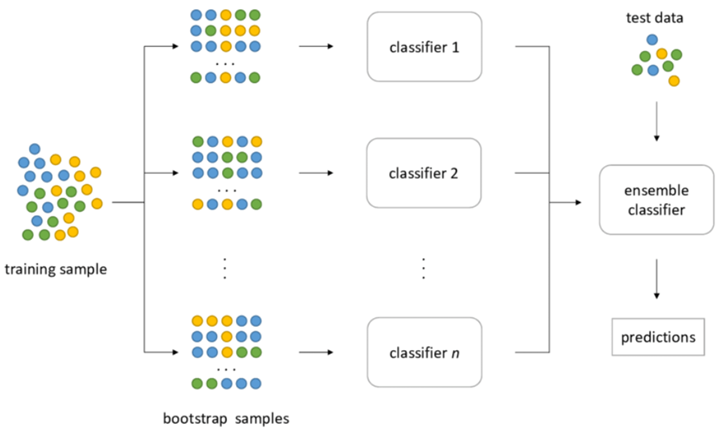 classifier 1
test data
...
classifier 2
ensemble
classifier
...
training sample
predictions
classifier n
...
bootstrap samples